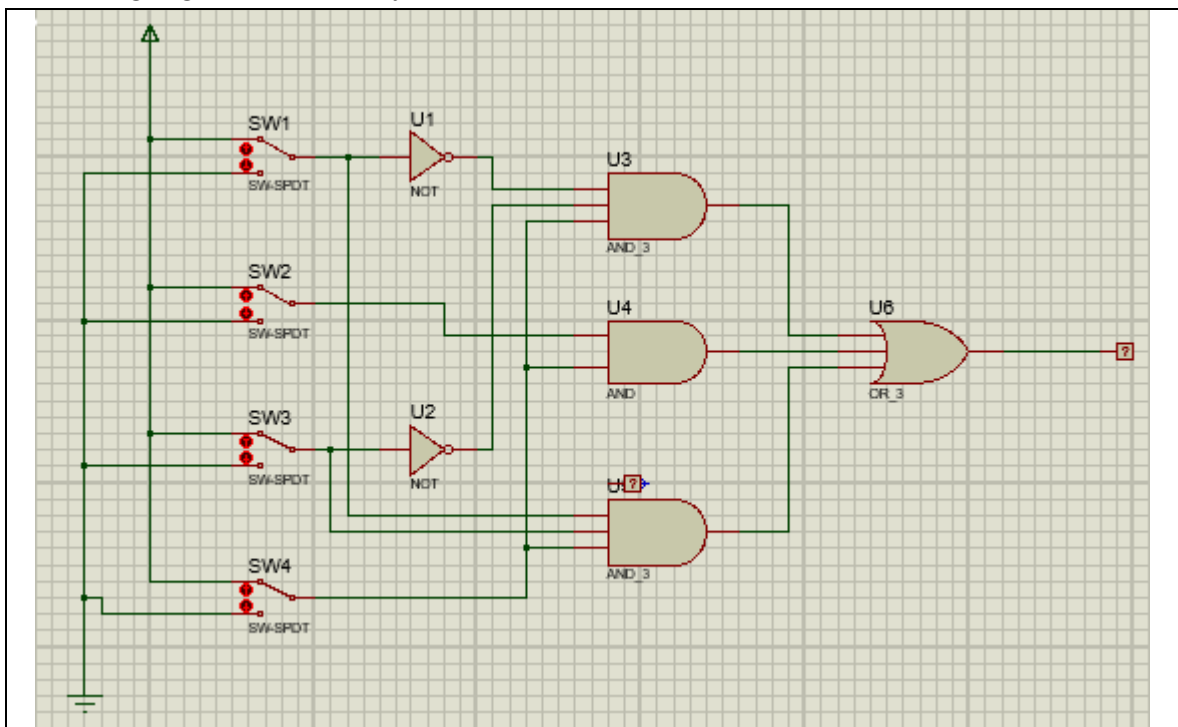 SW1
SW-SPDT
U1
NOT
U3
AND_3
SW2
SW-SPDT
U4
AND
U6
OR_3
?
SW3
SW-SPDT
U2
NOT
?
AND_3
SW4
SW-SPDT